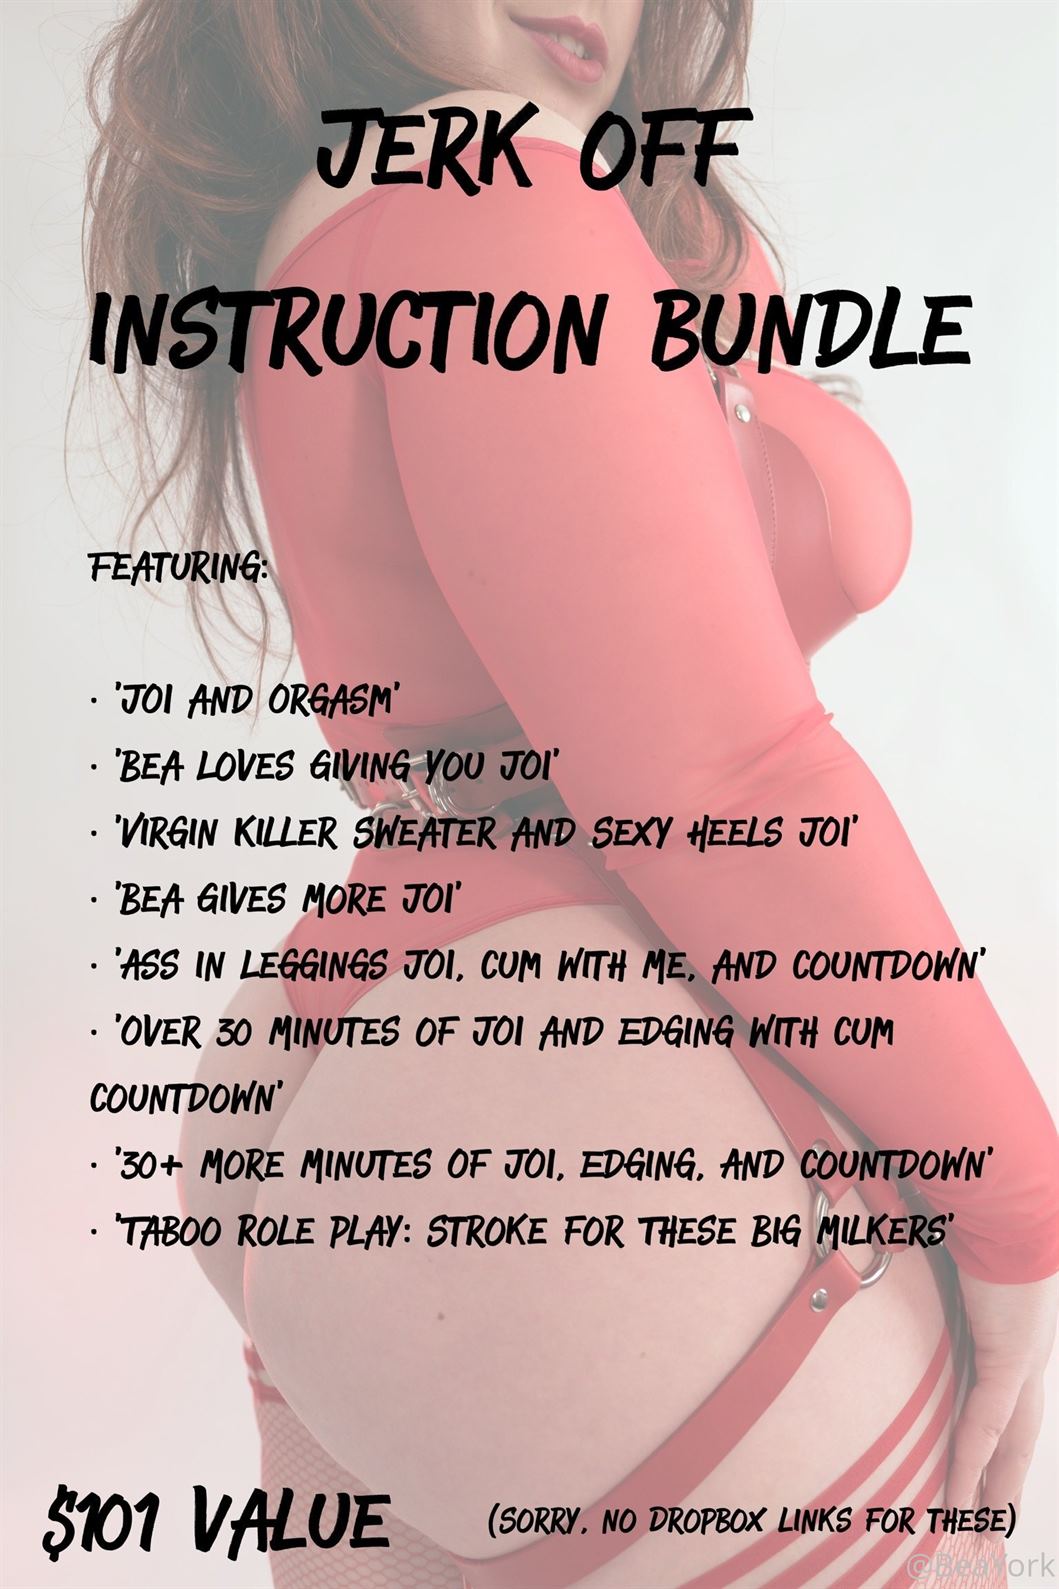 JERK OFF
INSTRUCTION BUNDLE
FEATURING:
· 'JOI AND ORGASM'
· 'BEA LOVES GIVING YOU JOI'
· 'VIRGIN KILLER SWEATER AND SEXY HEELS JOI'
· 'BEA GIVES MORE JOI'
· 'ASS IN LEGGINGS JOI, CUM WITH ME, AND COUNTDOWN'
· 'OVER 30 MINUTES OF JOI AND EDGING WITH CUM
COUNTDOWN'
· '30+ MORE MINUTES OF JOI, EDGING, AND COUNTDOWN'
· 'TABOO ROLE PLAY: STROKE FOR THESE BIG MILKERS'
$101 VALUE
(SORRY, NO DROPBOX LINKS FOR THESE)
@BeaYork